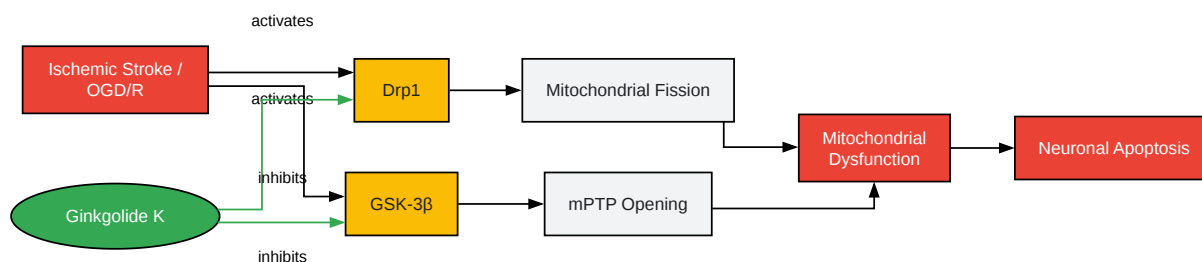 activates
Ischemic Stroke /
OGD/R
Drp1
Mitochondrial Fission
activates
Mitochondrial
Dysfunction
Neuronal Apoptosis
inhibits
Ginkgolide K
GSK-3β
mPTP Opening
inhibits